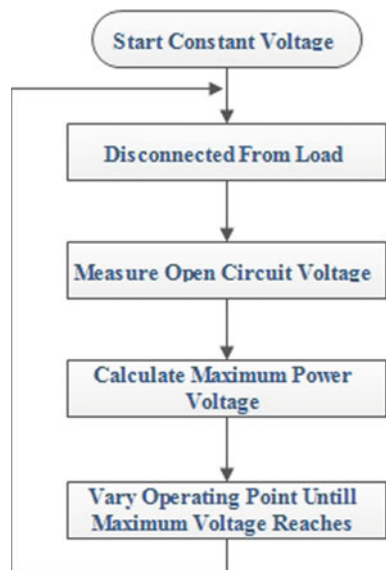 Start Constant Voltage
Disconnected From Load
Measure Open Circuit Voltage
Calculate Maximum Power
Voltage
Vary Operating Point Untill
Maximum Voltage Reaches